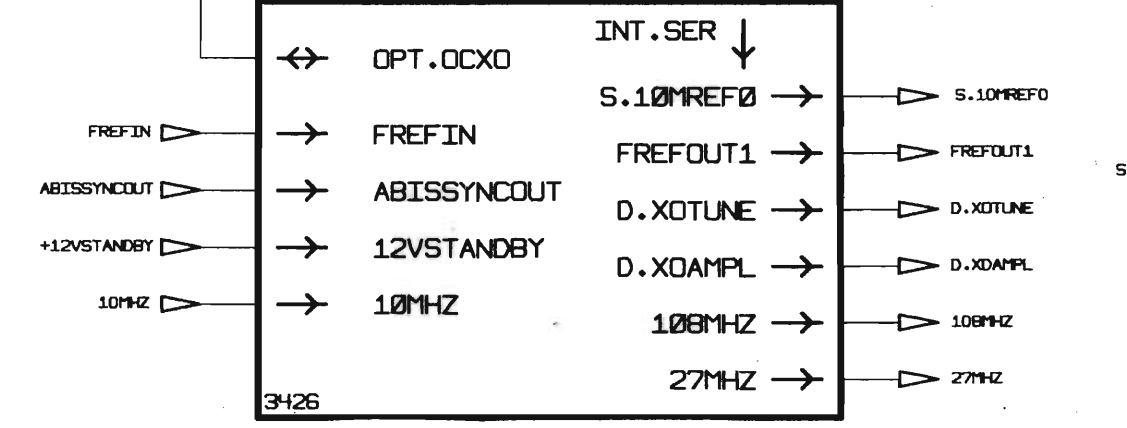 INT.SER
OPT.OCXO
S.10MREF0 S.10MREF0
FREFIN FREFIN
FREFOUT1 FREFOUT1
S
ABISSYNCOUT ABISSYNCOUT
D.XOTUNE D.XOTUNE
+12VSTANDBY 12VSTANDBY
D.XOAMPL D.XOAMPL
10MHZ 10MHZ
108MHZ 108MHZ
27MHZ 27MHZ
3426